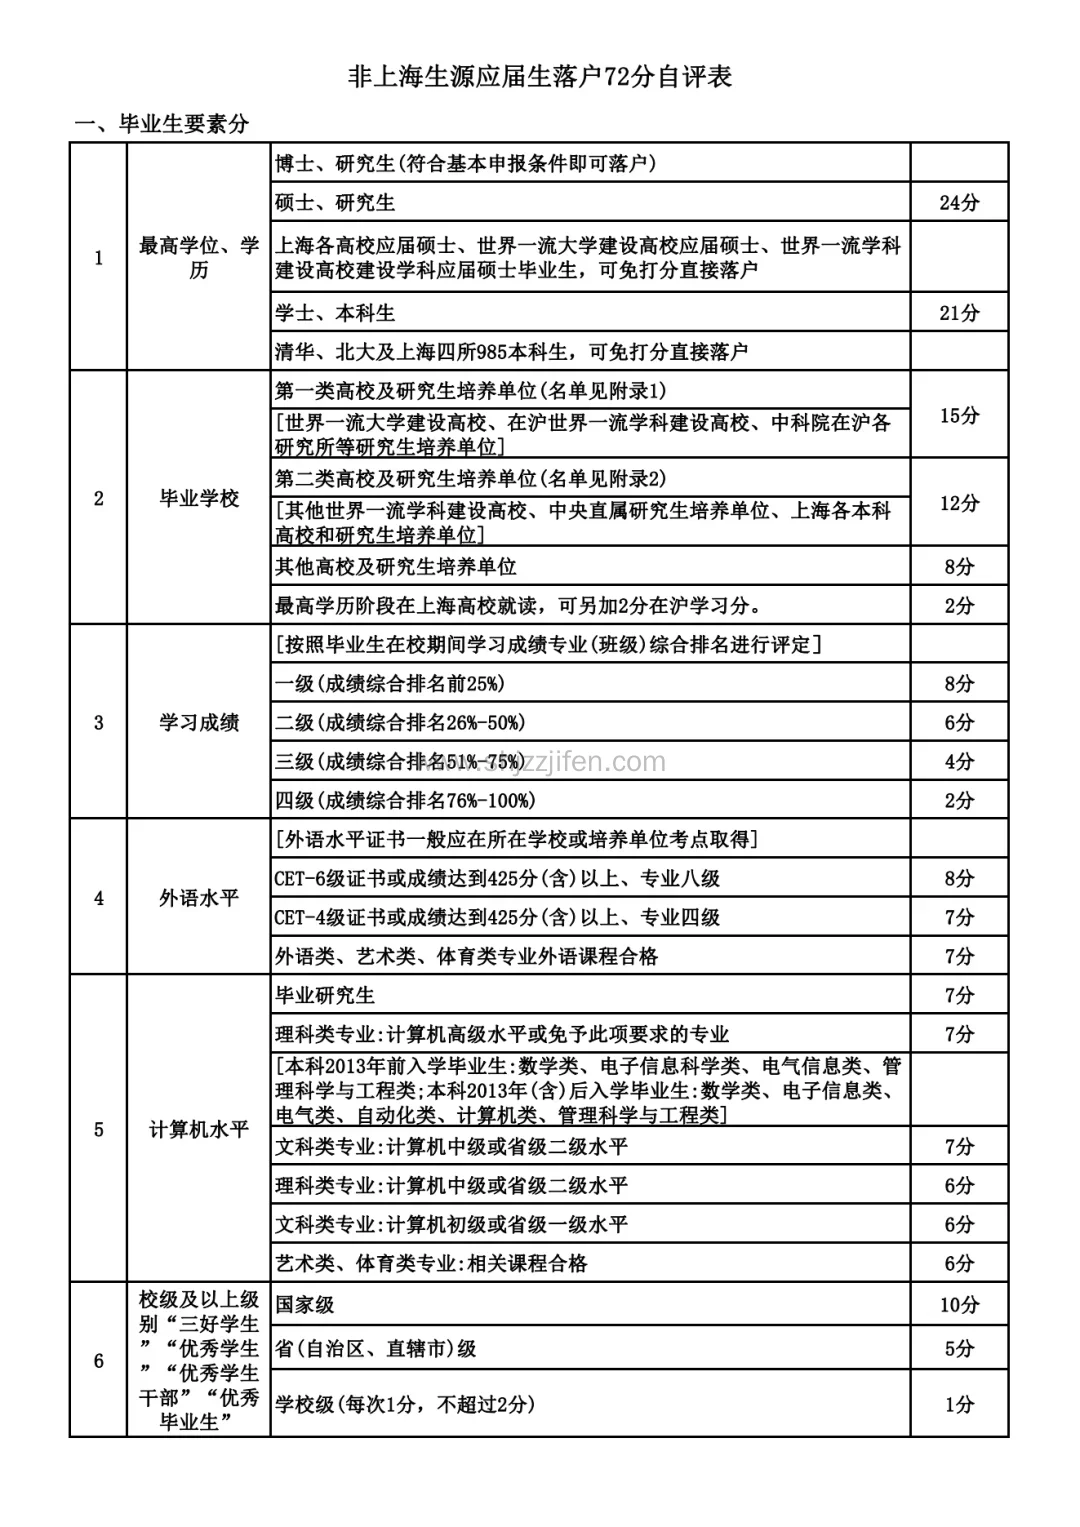 非上海生源应届生落户72分自评表
一、毕业生要素分
1
最高学位、学
历
博士、研究生(符合基本申报条件即可落户)
硕士、研究生
24分
上海各高校应届硕士、世界一流大学建设高校应届硕士、世界一流学科
建设高校建设学科应届硕士毕业生，可免打分直接落户
学士、本科生
21分
清华、北大及上海四所985本科生，可免打分直接落户
2
毕业学校
第一类高校及研究生培养单位(名单见附录1)
[世界一流大学建设高校、在沪世界一流学科建设高校、中科院在沪各
研究所等研究生培养单位]
15分
第二类高校及研究生培养单位(名单见附录2)
[其他世界一流学科建设高校、中央直属研究生培养单位、上海各本科
高校和研究生培养单位]
12分
其他高校及研究生培养单位
8分
最高学历阶段在上海高校就读，可另加2分在沪学习分。
2分
3
学习成绩
[按照毕业生在校期间学习成绩专业(班级)综合排名进行评定]
一级(成绩综合排名前25%)
8分
二级(成绩综合排名26%-50%)
6分
三级(成绩综合排名51%-75%)
4分
四级(成绩综合排名76%-100%)
2分
4
外语水平
[外语水平证书一般应在所在学校或培养单位考点取得]
CET-6级证书或成绩达到425分(含)以上、专业八级
8分
CET-4级证书或成绩达到425分(含)以上、专业四级
7分
外语类、艺术类、体育类专业外语课程合格
7分
5
计算机水平
毕业研究生
7分
理科类专业:计算机高级水平或免予此项要求的专业
7分
[本科2013年前入学毕业生:数学类、电子信息科学类、电气信息类、管
理科学与工程类;本科2013年(含)后入学毕业生:数学类、电子信息类、
电气类、自动化类、计算机类、管理科学与工程类]
文科类专业:计算机中级或省级二级水平
7分
理科类专业:计算机中级或省级二级水平
6分
文科类专业:计算机初级或省级一级水平
6分
艺术类、体育类专业:相关课程合格
6分
6
校级及以上级
别“三好学生
”“优秀学生
”“优秀学生
干部”“优秀
毕业生”
国家级
10分
省(自治区、直辖市)级
5分
学校级(每次1分，不超过2分)
1分